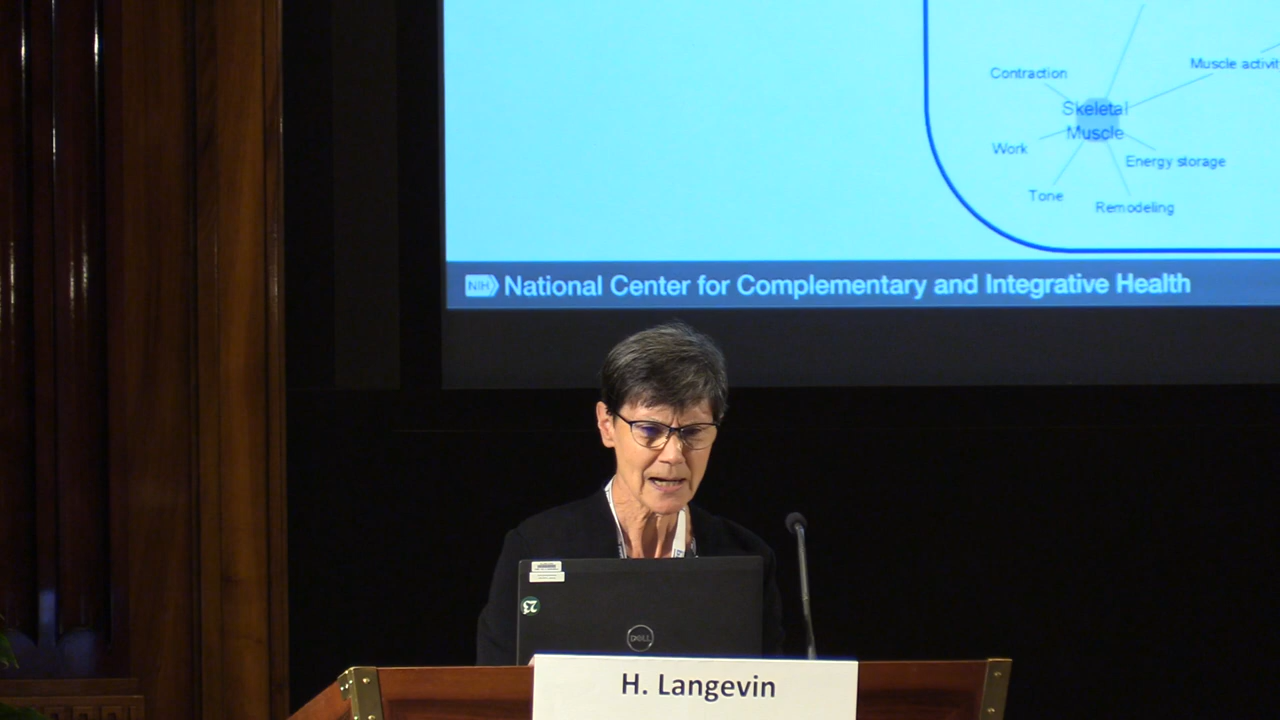 Contraction
Muscle activit
Skeletal
Muscle
Work
Energy storage
Tone
Remodeling
NIH National Center for Complementary and Integrative Health
23
DELL
H. Langevin